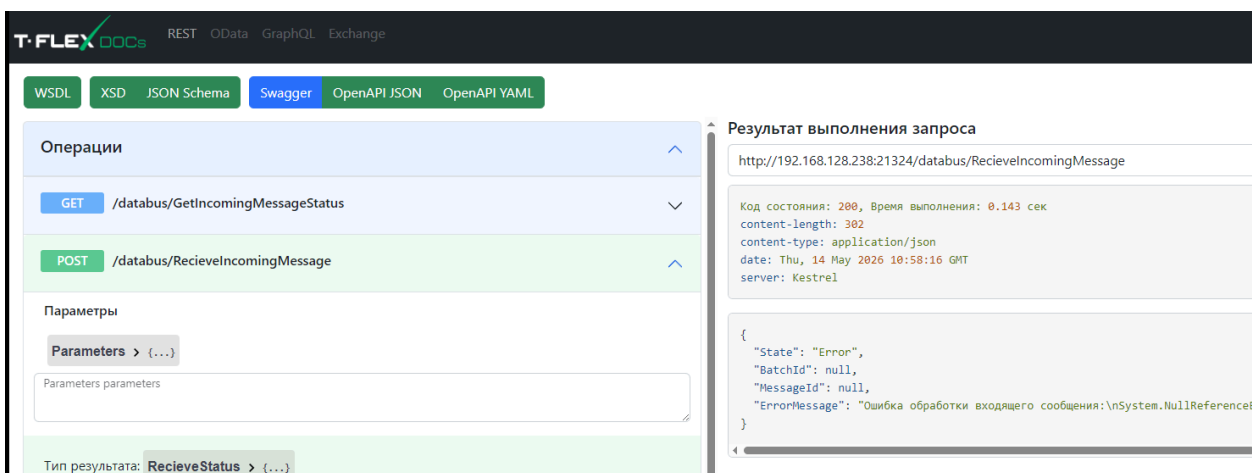 T-FLEX DOCs REST OData GraphQL Exchange
WSDL XSD JSON Schema Swagger OpenAPI JSON OpenAPI YAML
Операции
GET /databus/GetIncomingMessageStatus
POST /databus/RecieveIncomingMessage
Параметры
Parameters > {...}
Parameters parameters
Тип результата: RecieveStatus > {...}
Результат выполнения запроса
http://192.168.128.238:21324/databus/RecieveIncomingMessage
Код состояния: 200, Время выполнения: 0.143 сек
content-length: 302
content-type: application/json
date: Thu, 14 May 2026 10:58:16 GMT
server: Kestrel
{
"State": "Error",
"BatchId": null,
"MessageId": null,
"ErrorMessage": "Ошибка обработки входящего сообщения:\nSystem.NullReferenceE
}